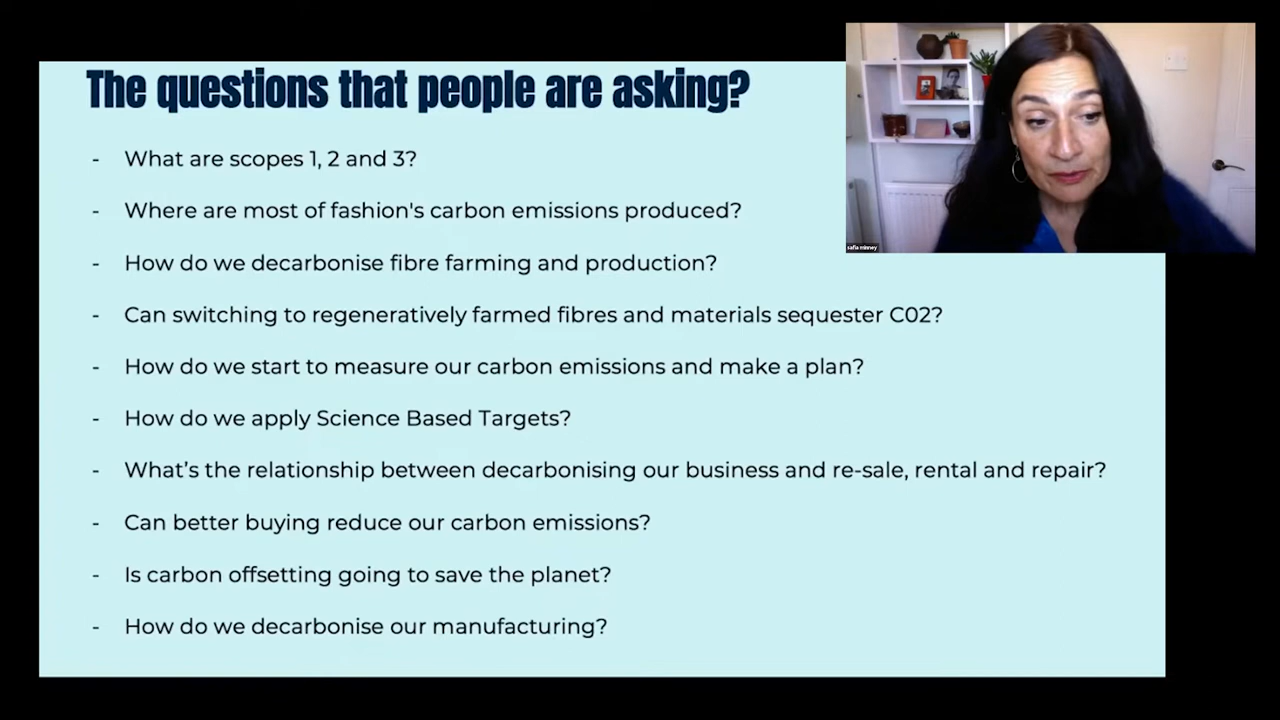 The questions that people are asking?
- What are scopes 1, 2 and 3?
- Where are most of fashion's carbon emissions produced?
- How do we decarbonise fibre farming and production?
- Can switching to regeneratively farmed fibres and materials sequester C02?
- How do we start to measure our carbon emissions and make a plan?
- How do we apply Science Based Targets?
- What’s the relationship between decarbonising our business and re-sale, rental and repair?
- Can better buying reduce our carbon emissions?
- Is carbon offsetting going to save the planet?
- How do we decarbonise our manufacturing?
safia minney